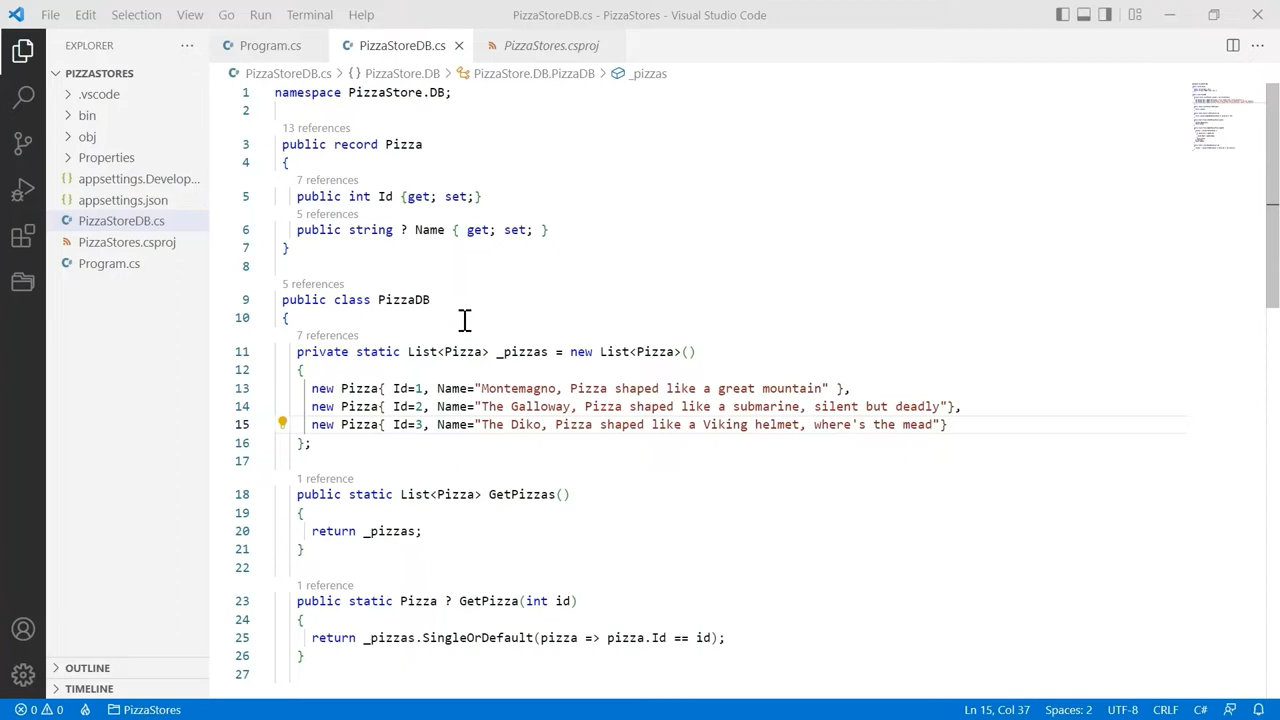 File Edit Selection View Go Run Terminal Help PizzaStoreDB.cs - PizzaStores - Visual Studio Code
EXPLORER
PIZZASTORES
.vscode
bin
obj
Properties
appsettings.Develop...
appsettings.json
PizzaStoreDB.cs
PizzaStores.csproj
Program.cs
OUTLINE
TIMELINE
Program.cs PizzaStoreDB.cs PizzaStores.csproj
PizzaStoreDB.cs > {} PizzaStore.DB > PizzaStore.DB.PizzaDB > _pizzas
1 namespace PizzaStore.DB;
2
13 references
3 public record Pizza
4 {
7 references
5 public int Id {get; set;}
5 references
6 public string ? Name { get; set; }
7 }
8
5 references
9 public class PizzaDB
10 {
7 references
11 private static List<Pizza> _pizzas = new List<Pizza>()
12 {
13 new Pizza{ Id=1, Name="Montemagno, Pizza shaped like a great mountain" },
14 new Pizza{ Id=2, Name="The Galloway, Pizza shaped like a submarine, silent but deadly"},
15 new Pizza{ Id=3, Name="The Diko, Pizza shaped like a Viking helmet, where's the mead"}
16 };
17
1 reference
18 public static List<Pizza> GetPizzas()
19 {
20 return _pizzas;
21 }
22
1 reference
23 public static Pizza ? GetPizza(int id)
24 {
25 return _pizzas.SingleOrDefault(pizza => pizza.Id == id);
26 }
27
0 0 PizzaStores Ln 15, Col 37 Spaces: 2 UTF-8 CRLF C#